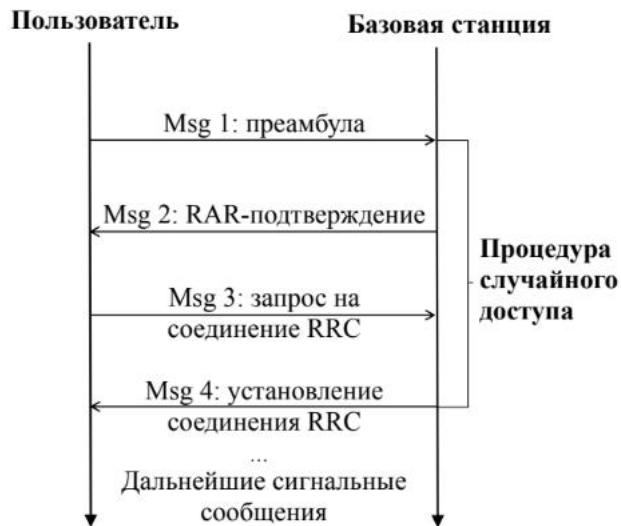 Пользователь
Базовая станция
Msg 1: преамбула
Msg 2: RAR-подтверждение
Процедура
случайного
доступа
Msg 3: запрос на
соединение RRC
Msg 4: установление
соединения RRC
...
Дальнейшие сигнальные
сообщения